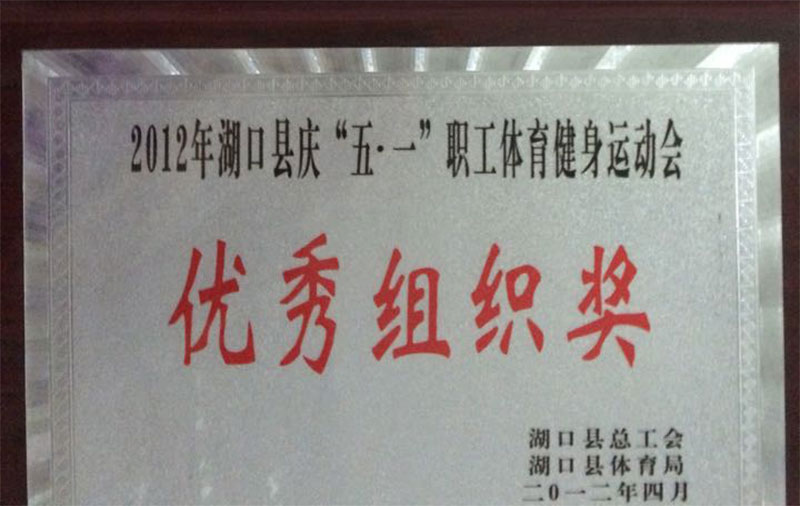 2012年湖口县庆“五·一”职工体育健身运动会
优秀组织奖
湖口县总工会
湖口县体育局
二0一二年四月